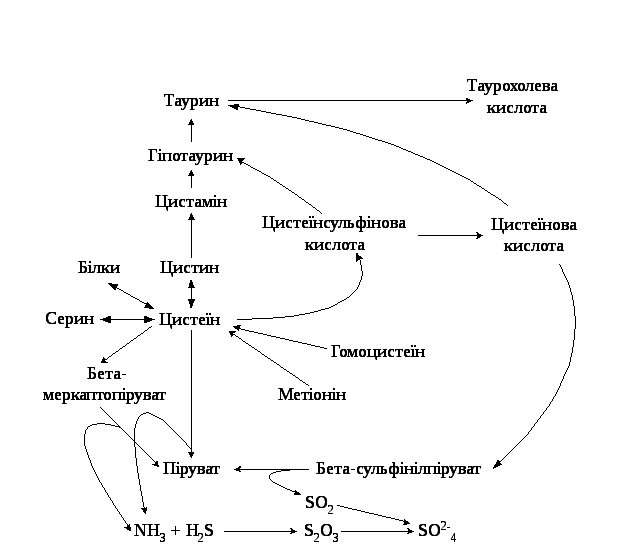 Таурохолева
кислота
Таурин
Гіпотаурин
Цистамін
Цистеїнсульфінова
кислота
Цистеїнова
кислота
Білки
Цистин
Серин
Цистеїн
Гомоцистеїн
Бета-
меркаптопіруват
Метіонін
Піруват
Бета-сульфінілпіруват
SO₂
NH₃ + H₂S
S₂O₃
SO²⁻₄